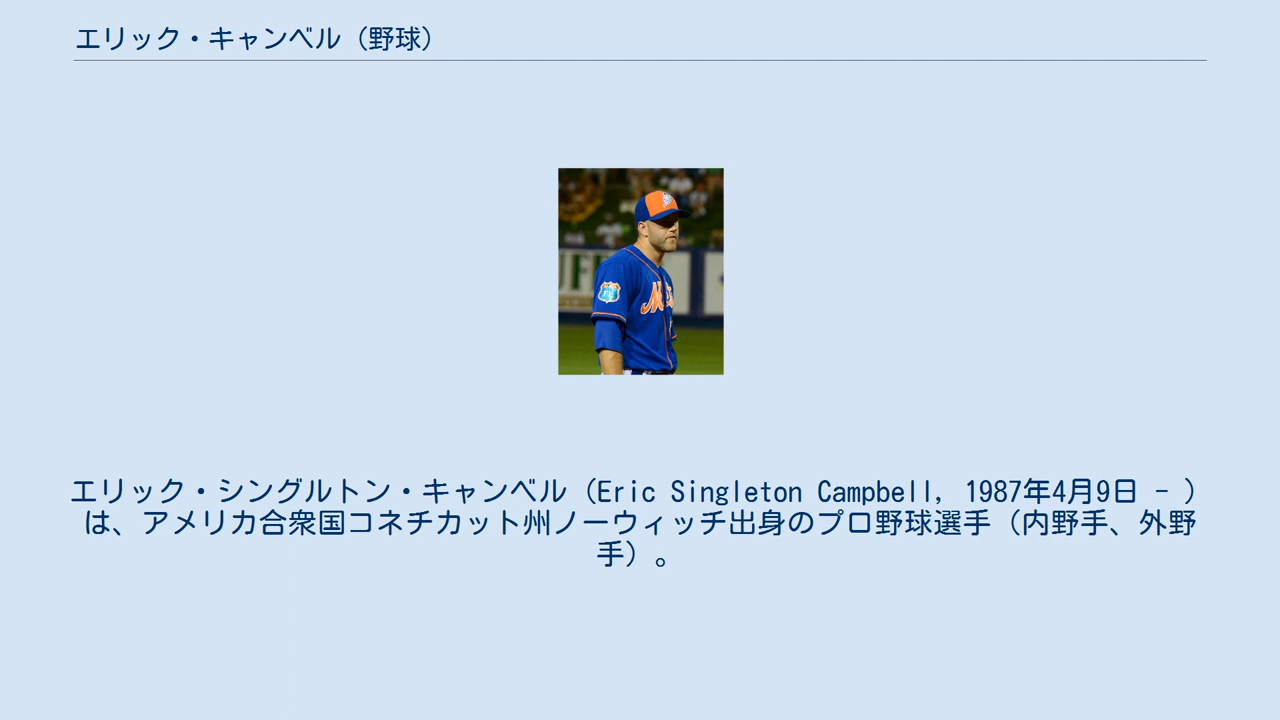 エリック・キャンベル（野球）
エリック・シングルトン・キャンベル（Eric Singleton Campbell, 1987年4月9日 - ）
は、アメリカ合衆国コネチカット州ノーウィッチ出身のプロ野球選手（内野手、外野
手）。